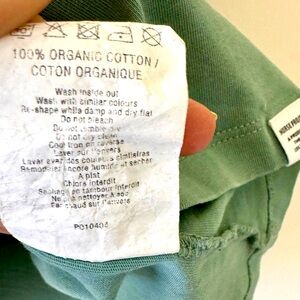 100% ORGANIC COTTON /
COTON ORGANIQUE
Wash inside out
Wash with similar colours
Re-shape while damp and dry flat
Do not bleach
Do not tumble dry
Do not dry clean
Cool iron on reverse
Laver sur l'envers
Laver avec des couleurs similaires
Remodeler encore humide et sécher
À plat
Chlore interdit
Séchage en tambour interdit
Ne pas nettoyer à sec
Fer chaud sur l'envers
PO10404